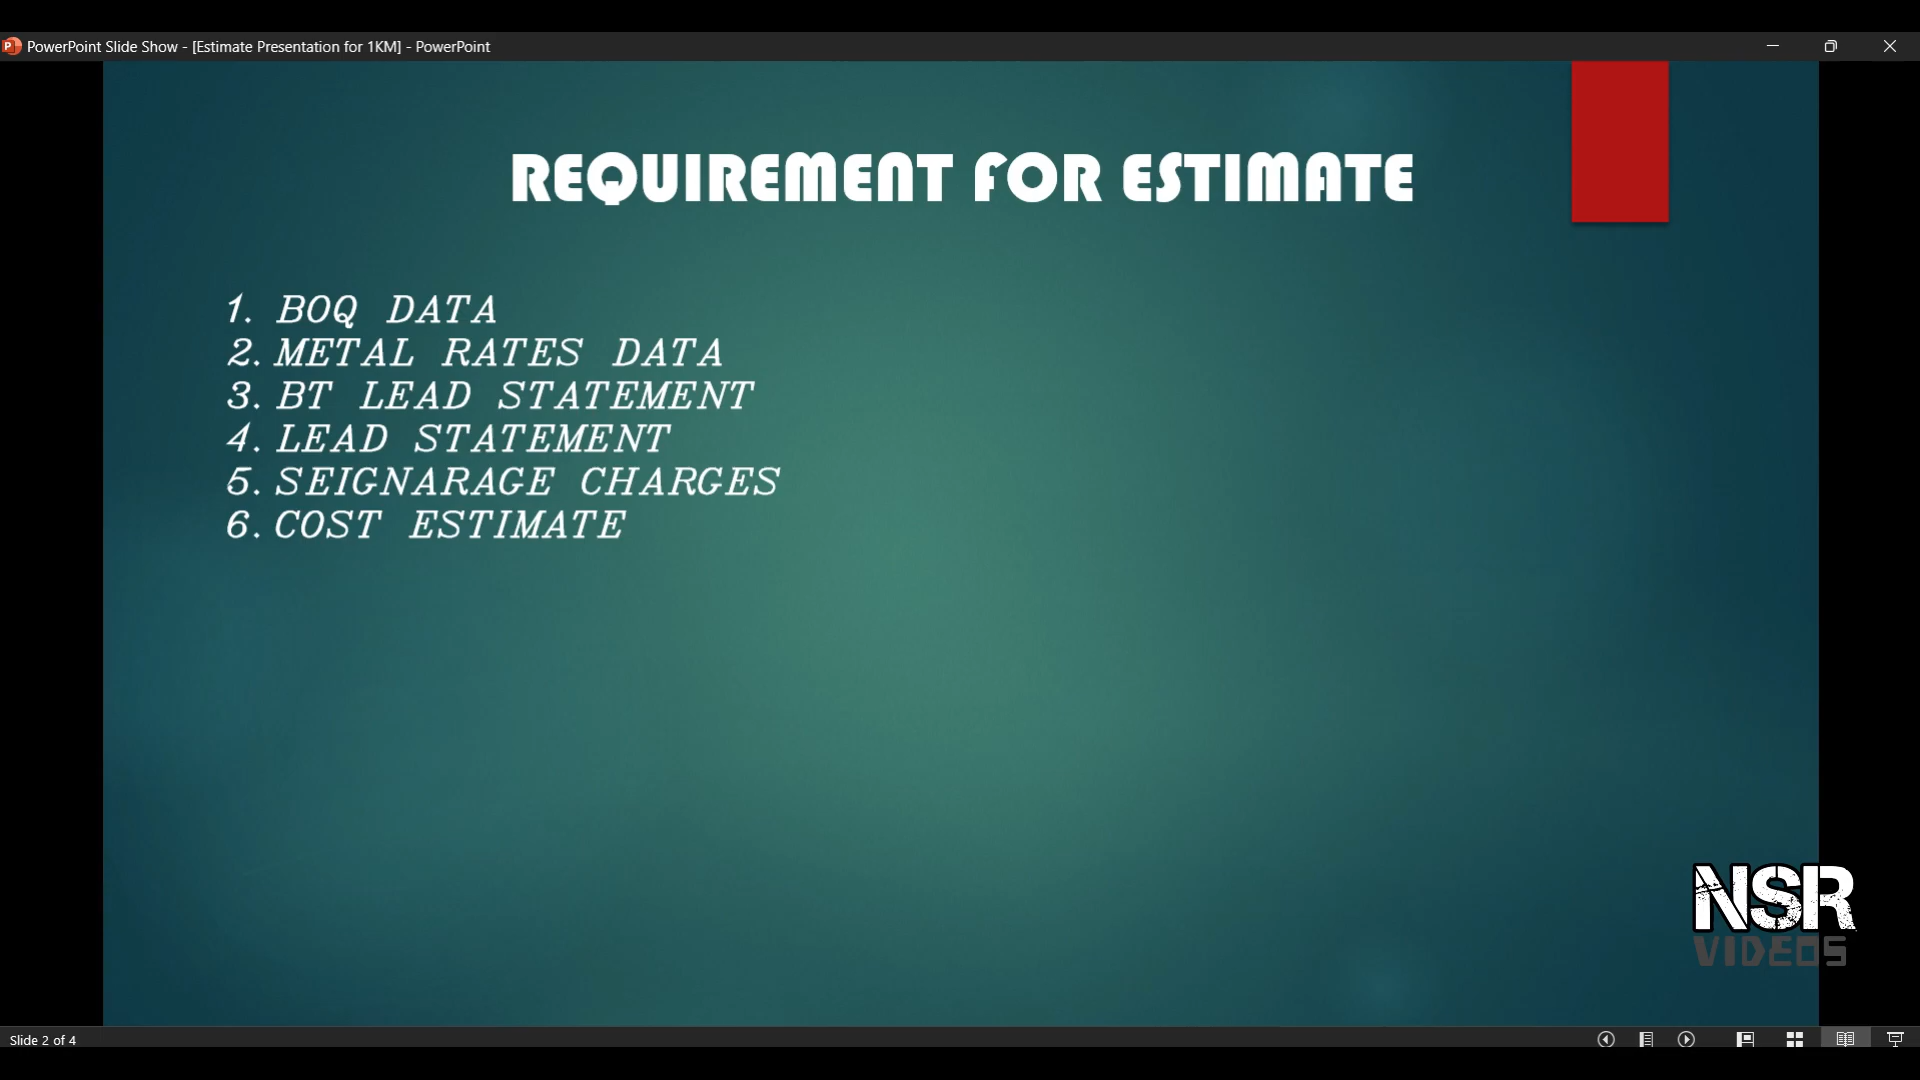 PowerPoint Slide Show - [Estimate Presentation for 1KM] - PowerPoint
REQUIREMENT FOR ESTIMATE
1. BOQ DATA
2. METAL RATES DATA
3. BT LEAD STATEMENT
4. LEAD STATEMENT
5. SEIGNARAGE CHARGES
6. COST ESTIMATE
NSR
VIDEOS
Slide 2 of 4